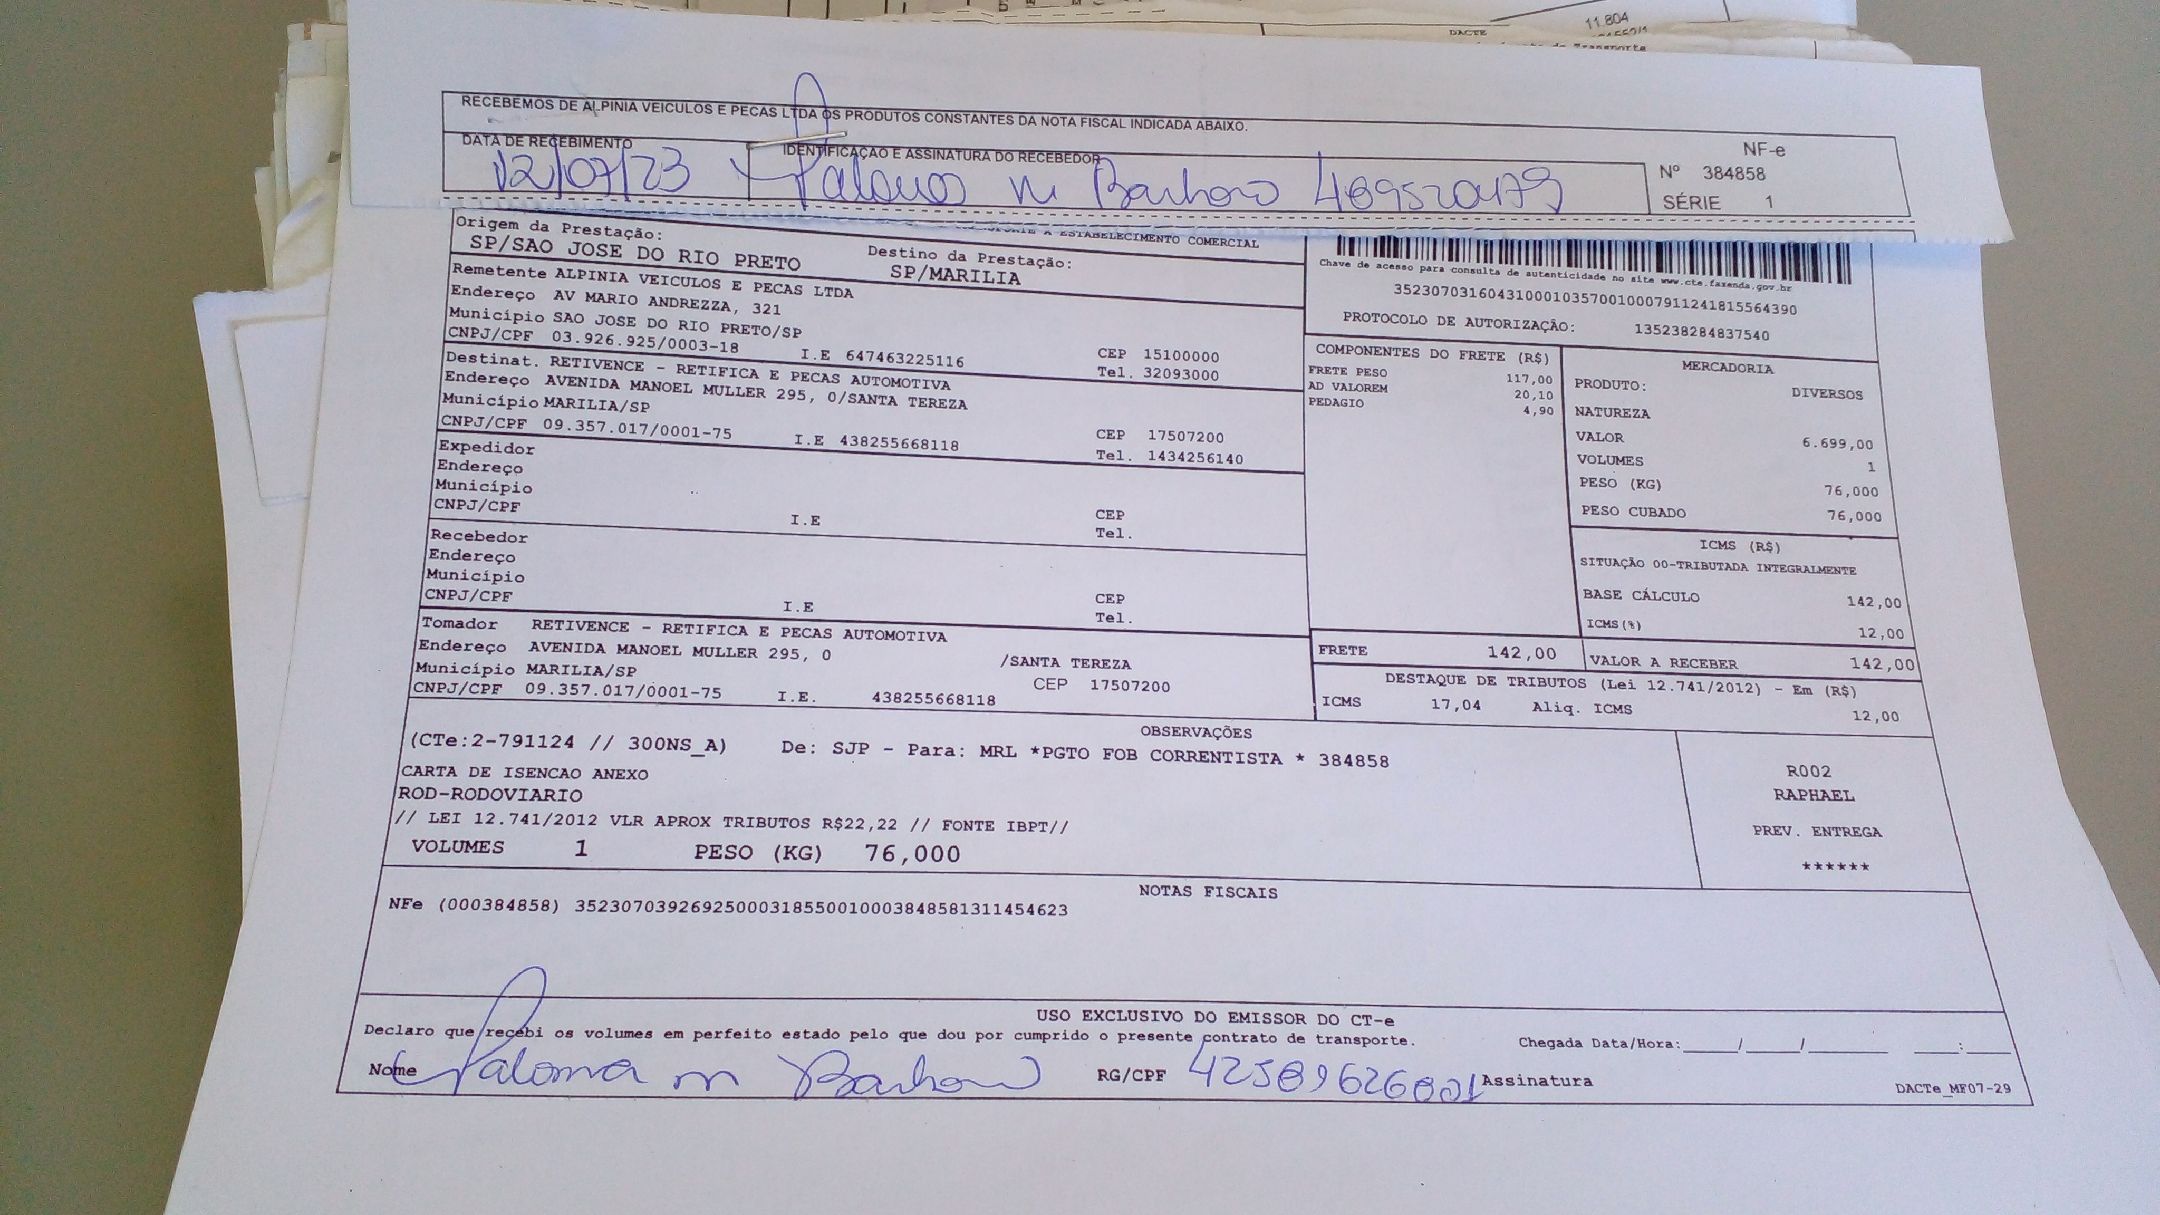 11.804
DACTE
RECEBEMOS DE ALPINIA VEICULOS E PECAS LTDA OS PRODUTOS CONSTANTES DA NOTA FISCAL INDICADA ABAIXO.
NF-e
DATA DE RECEBIMENTO IDENTIFICAÇÃO E ASSINATURA DO RECEBEDOR
Nº 384858
12/07/23 Paloma M Barboro 489520479
SÉRIE 1
A ESTABELECIMENTO COMERCIAL
Origem da Prestação: Destino da Prestação:
SP/SAO JOSE DO RIO PRETO SP/MARILIA
Chave de acesso para consulta de autenticidade no site www.cte.fazenda.gov.br
35230703160431000103570010007911241815564390
PROTOCOLO DE AUTORIZAÇÃO: 135238284837540
Remetente ALPINIA VEICULOS E PECAS LTDA
Endereço AV MARIO ANDREZZA, 321
Município SAO JOSE DO RIO PRETO/SP CEP 15100000
CNPJ/CPF 03.926.925/0003-18 I.E 647463225116 Tel. 32093000
Destinat. RETIVENCE - RETIFICA E PECAS AUTOMOTIVA
Endereço AVENIDA MANOEL MULLER 295, 0/SANTA TEREZA
Município MARILIA/SP CEP 17507200
CNPJ/CPF 09.357.017/0001-75 I.E 438255668118 Tel. 1434256140
Expedidor
Endereço
Município CEP
CNPJ/CPF I.E Tel.
Recebedor
Endereço
Município CEP
CNPJ/CPF I.E Tel.
Tomador RETIVENCE - RETIFICA E PECAS AUTOMOTIVA
Endereço AVENIDA MANOEL MULLER 295, 0 /SANTA TEREZA
Município MARILIA/SP CEP 17507200
CNPJ/CPF 09.357.017/0001-75 I.E. 438255668118
COMPONENTES DO FRETE (R$)
FRETE PESO 117,00
AD VALOREM 20,10
PEDAGIO 4,90
MERCADORIA
PRODUTO: DIVERSOS
NATUREZA
VALOR 6.699,00
VOLUMES 1
PESO (KG) 76,000
PESO CUBADO 76,000
ICMS (R$)
SITUAÇÃO 00-TRIBUTADA INTEGRALMENTE
BASE CÁLCULO 142,00
ICMS(%) 12,00
FRETE 142,00 VALOR A RECEBER 142,00
DESTAQUE DE TRIBUTOS (Lei 12.741/2012) - Em (R$)
ICMS 17,04 Aliq. ICMS 12,00
OBSERVAÇÕES
(CTe:2-791124 // 300NS_A) De: SJP - Para: MRL *PGTO FOB CORRENTISTA * 384858
CARTA DE ISENCAO ANEXO
ROD-RODOVIARIO
// LEI 12.741/2012 VLR APROX TRIBUTOS R$22,22 // FONTE IBPT//
VOLUMES 1 PESO (KG) 76,000
R002
RAPHAEL
PREV. ENTREGA
******
NOTAS FISCAIS
NFe (000384858) 35230703926925000318550010003848581311454623
USO EXCLUSIVO DO EMISSOR DO CT-e
Declaro que recebi os volumes em perfeito estado pelo que dou por cumprido o presente contrato de transporte. Chegada Data/Hora:____/____/______ ___:___
Nome Paloma m RG/CPF 42589626801 Assinatura
DACTe_MF07-29